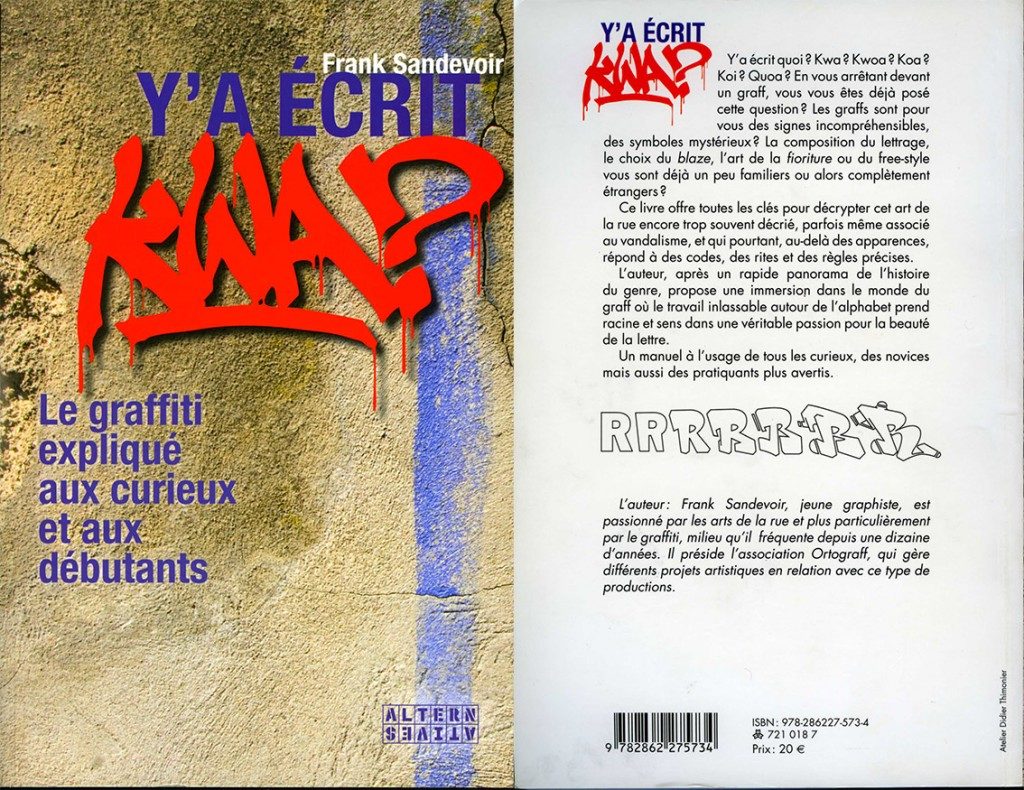 Frank Sandevoir
Y'A ÉCRIT
KWA?
Le graffiti
expliqué
aux curieux
et aux
débutants
ALTERN
ATIVES
Y'A ÉCRIT
KWA?
Y'a écrit quoi ? Kwa ? Kwoa ? Koa ?
Koi ? Quoa ? En vous arrêtant devant
un graff, vous vous êtes déjà posé
cette question ? Les graffs sont pour
vous des signes incompréhensibles,
des symboles mystérieux ? La composition du lettrage,
le choix du blaze, l'art de la fioriture ou du free-style
vous sont déjà un peu familiers ou alors complètement
étrangers ?
Ce livre offre toutes les clés pour décrypter cet art de
la rue encore trop souvent décrié, parfois même associé
au vandalisme, et qui pourtant, au-delà des apparences,
répond à des codes, des rites et des règles précises.
L'auteur, après un rapide panorama de l'histoire
du genre, propose une immersion dans le monde du
graff où le travail inlassable autour de l'alphabet prend
racine et sens dans une véritable passion pour la beauté
de la lettre.
Un manuel à l'usage de tous les curieux, des novices
mais aussi des pratiquants plus avertis.
RRRRRRR
L'auteur : Frank Sandevoir, jeune graphiste, est
passionné par les arts de la rue et plus particulièrement
par le graffiti, milieu qu'il fréquente depuis une dizaine
d'années. Il préside l'association Ortograff, qui gère
différents projets artistiques en relation avec ce type de
productions.
9 782862 275734
ISBN : 978-286227-573-4
721 018 7
Prix : 20 €
Atelier Didier Thimonier